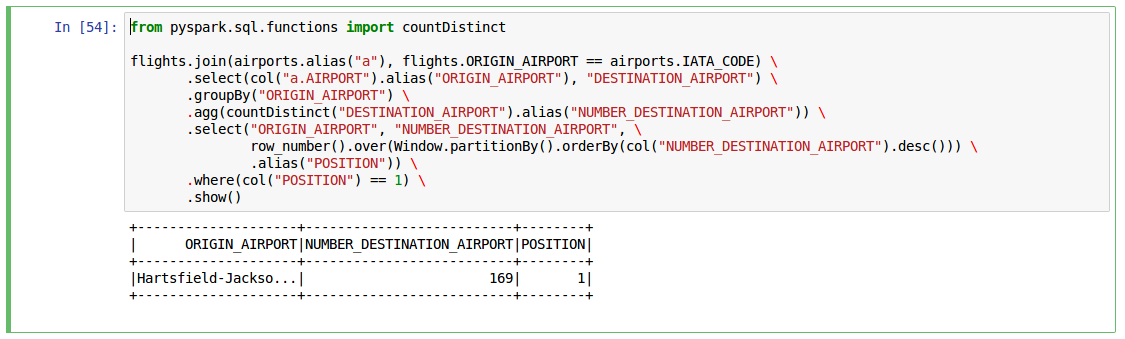 In [54]: from pyspark.sql.functions import countDistinct
flights.join(airports.alias("a"), flights.ORIGIN_AIRPORT == airports.IATA_CODE) \
       .select(col("a.AIRPORT").alias("ORIGIN_AIRPORT"), "DESTINATION_AIRPORT") \
       .groupBy("ORIGIN_AIRPORT") \
       .agg(countDistinct("DESTINATION_AIRPORT").alias("NUMBER_DESTINATION_AIRPORT")) \
       .select("ORIGIN_AIRPORT", "NUMBER_DESTINATION_AIRPORT", \
               row_number().over(Window.partitionBy().orderBy(col("NUMBER_DESTINATION_AIRPORT").desc())) \
               .alias("POSITION")) \
       .where(col("POSITION") == 1) \
       .show()
+--------------------+--------------------------+--------+
|      ORIGIN_AIRPORT|NUMBER_DESTINATION_AIRPORT|POSITION|
+--------------------+--------------------------+--------+
|Hartsfield-Jackso...|                       169|       1|
+--------------------+--------------------------+--------+